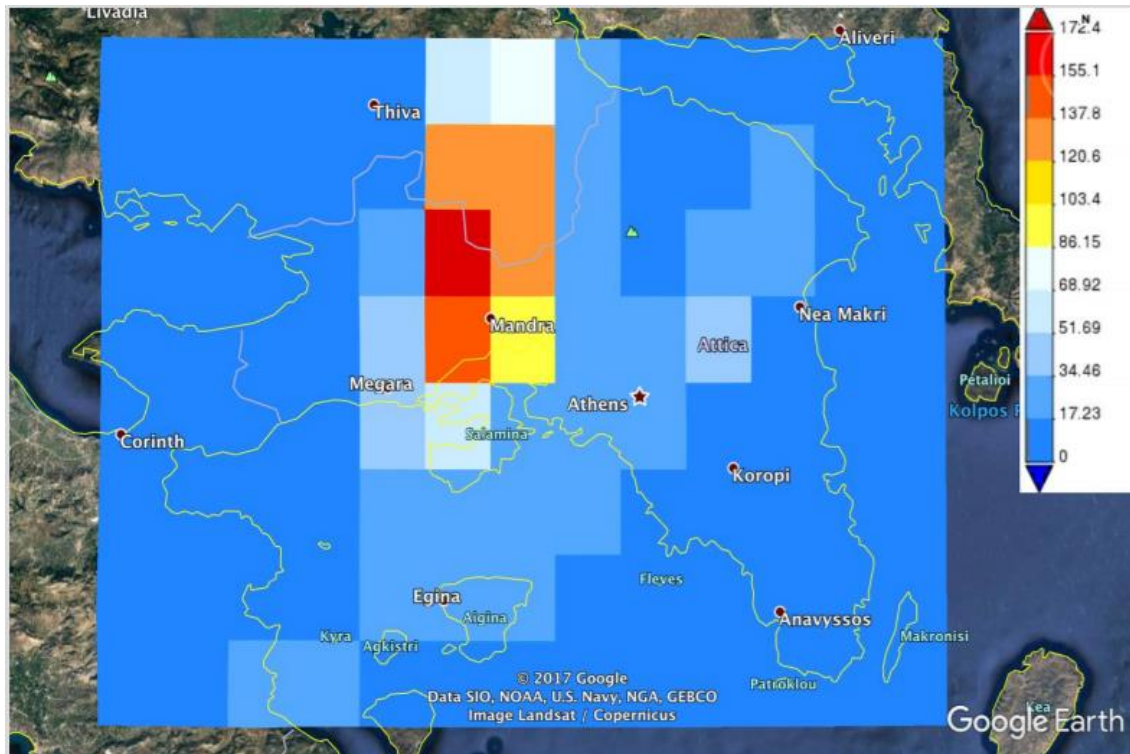 Livadia
Aliveri
Thiva
Mandra
Nea Makri
Attica
Megara
Athens
Petalioi
Kolpos P
Corinth
Salamina
Koropi
Fleves
Egina
Aigina
Anavyssos
Kyra
Agkistri
Makronisi
Patroklou
© 2017 Google
Data SIO, NOAA, U.S. Navy, NGA, GEBCO
Image Landsat / Copernicus
Kea
Google Earth
N
172.4
155.1
137.8
120.6
103.4
86.15
68.92
51.69
34.46
17.23
0